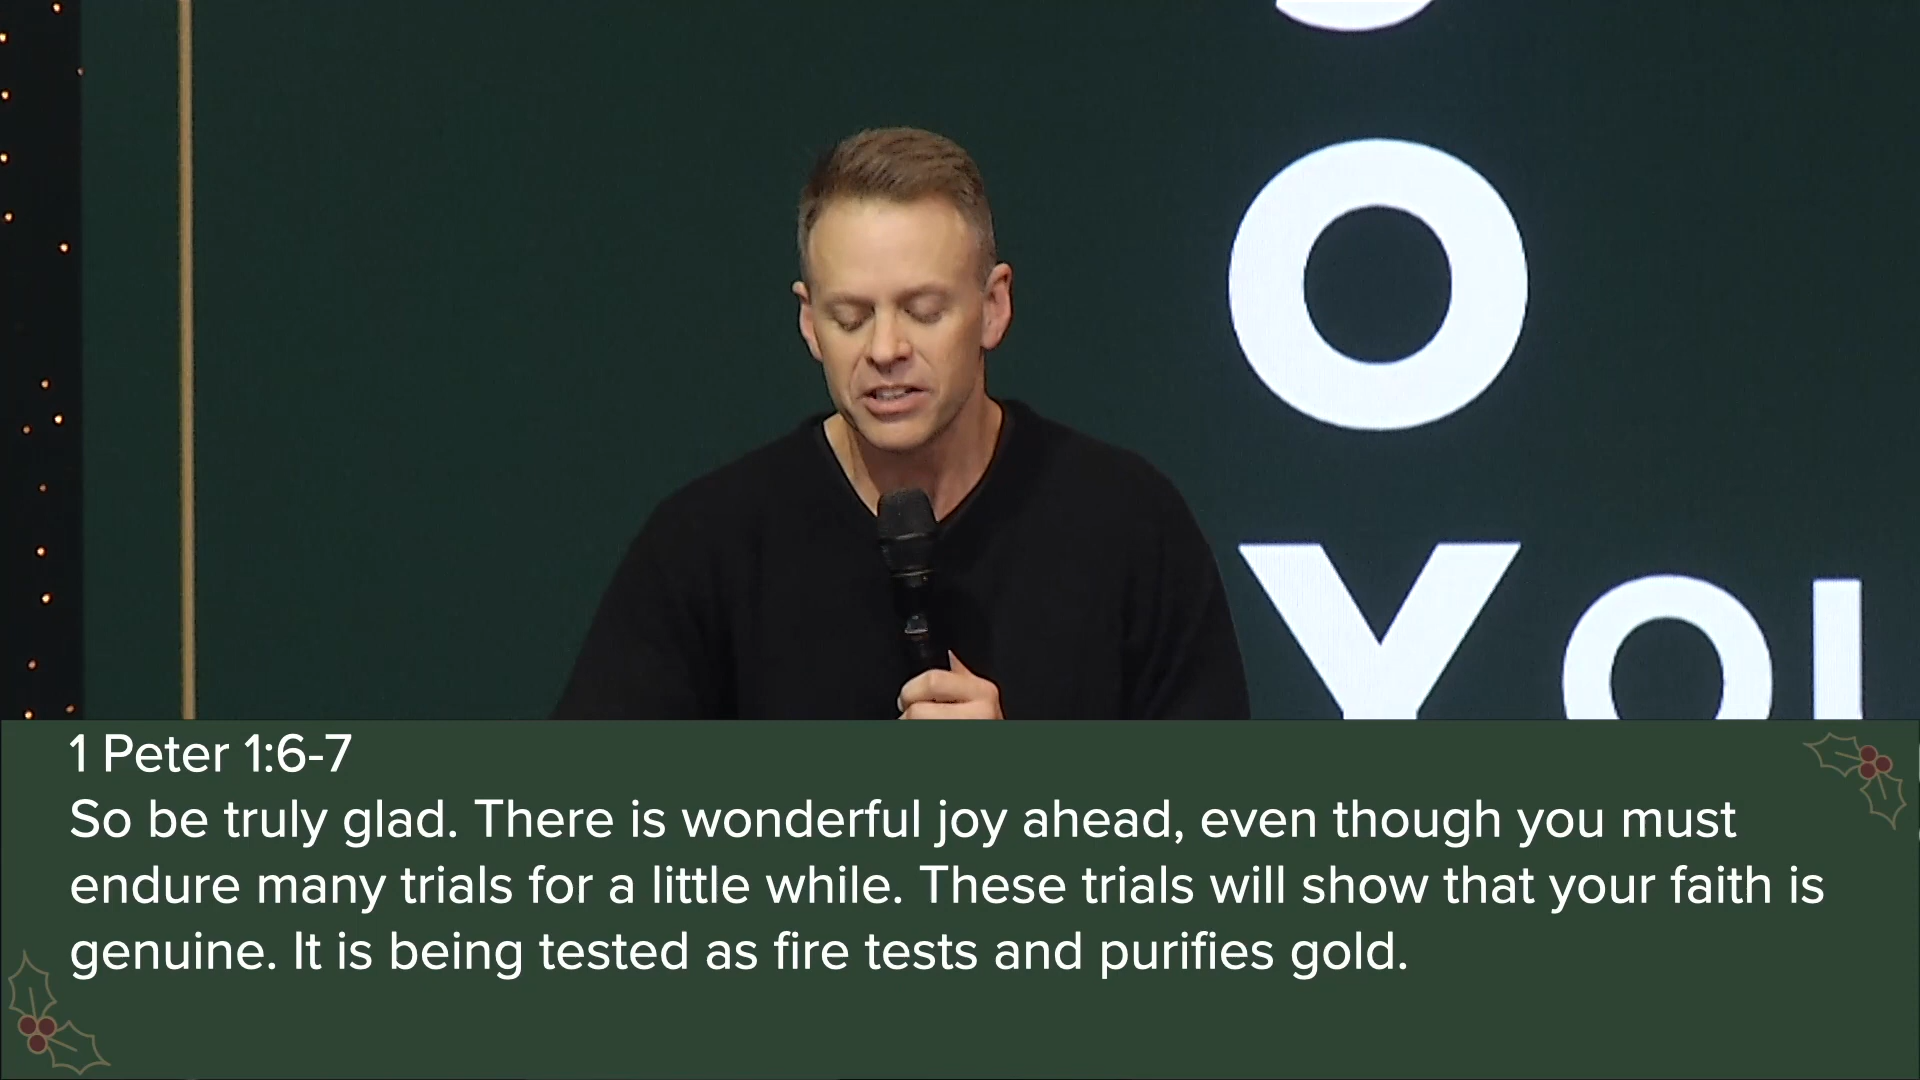 O
Y OU
1 Peter 1:6-7
So be truly glad. There is wonderful joy ahead, even though you must
endure many trials for a little while. These trials will show that your faith is
genuine. It is being tested as fire tests and purifies gold.